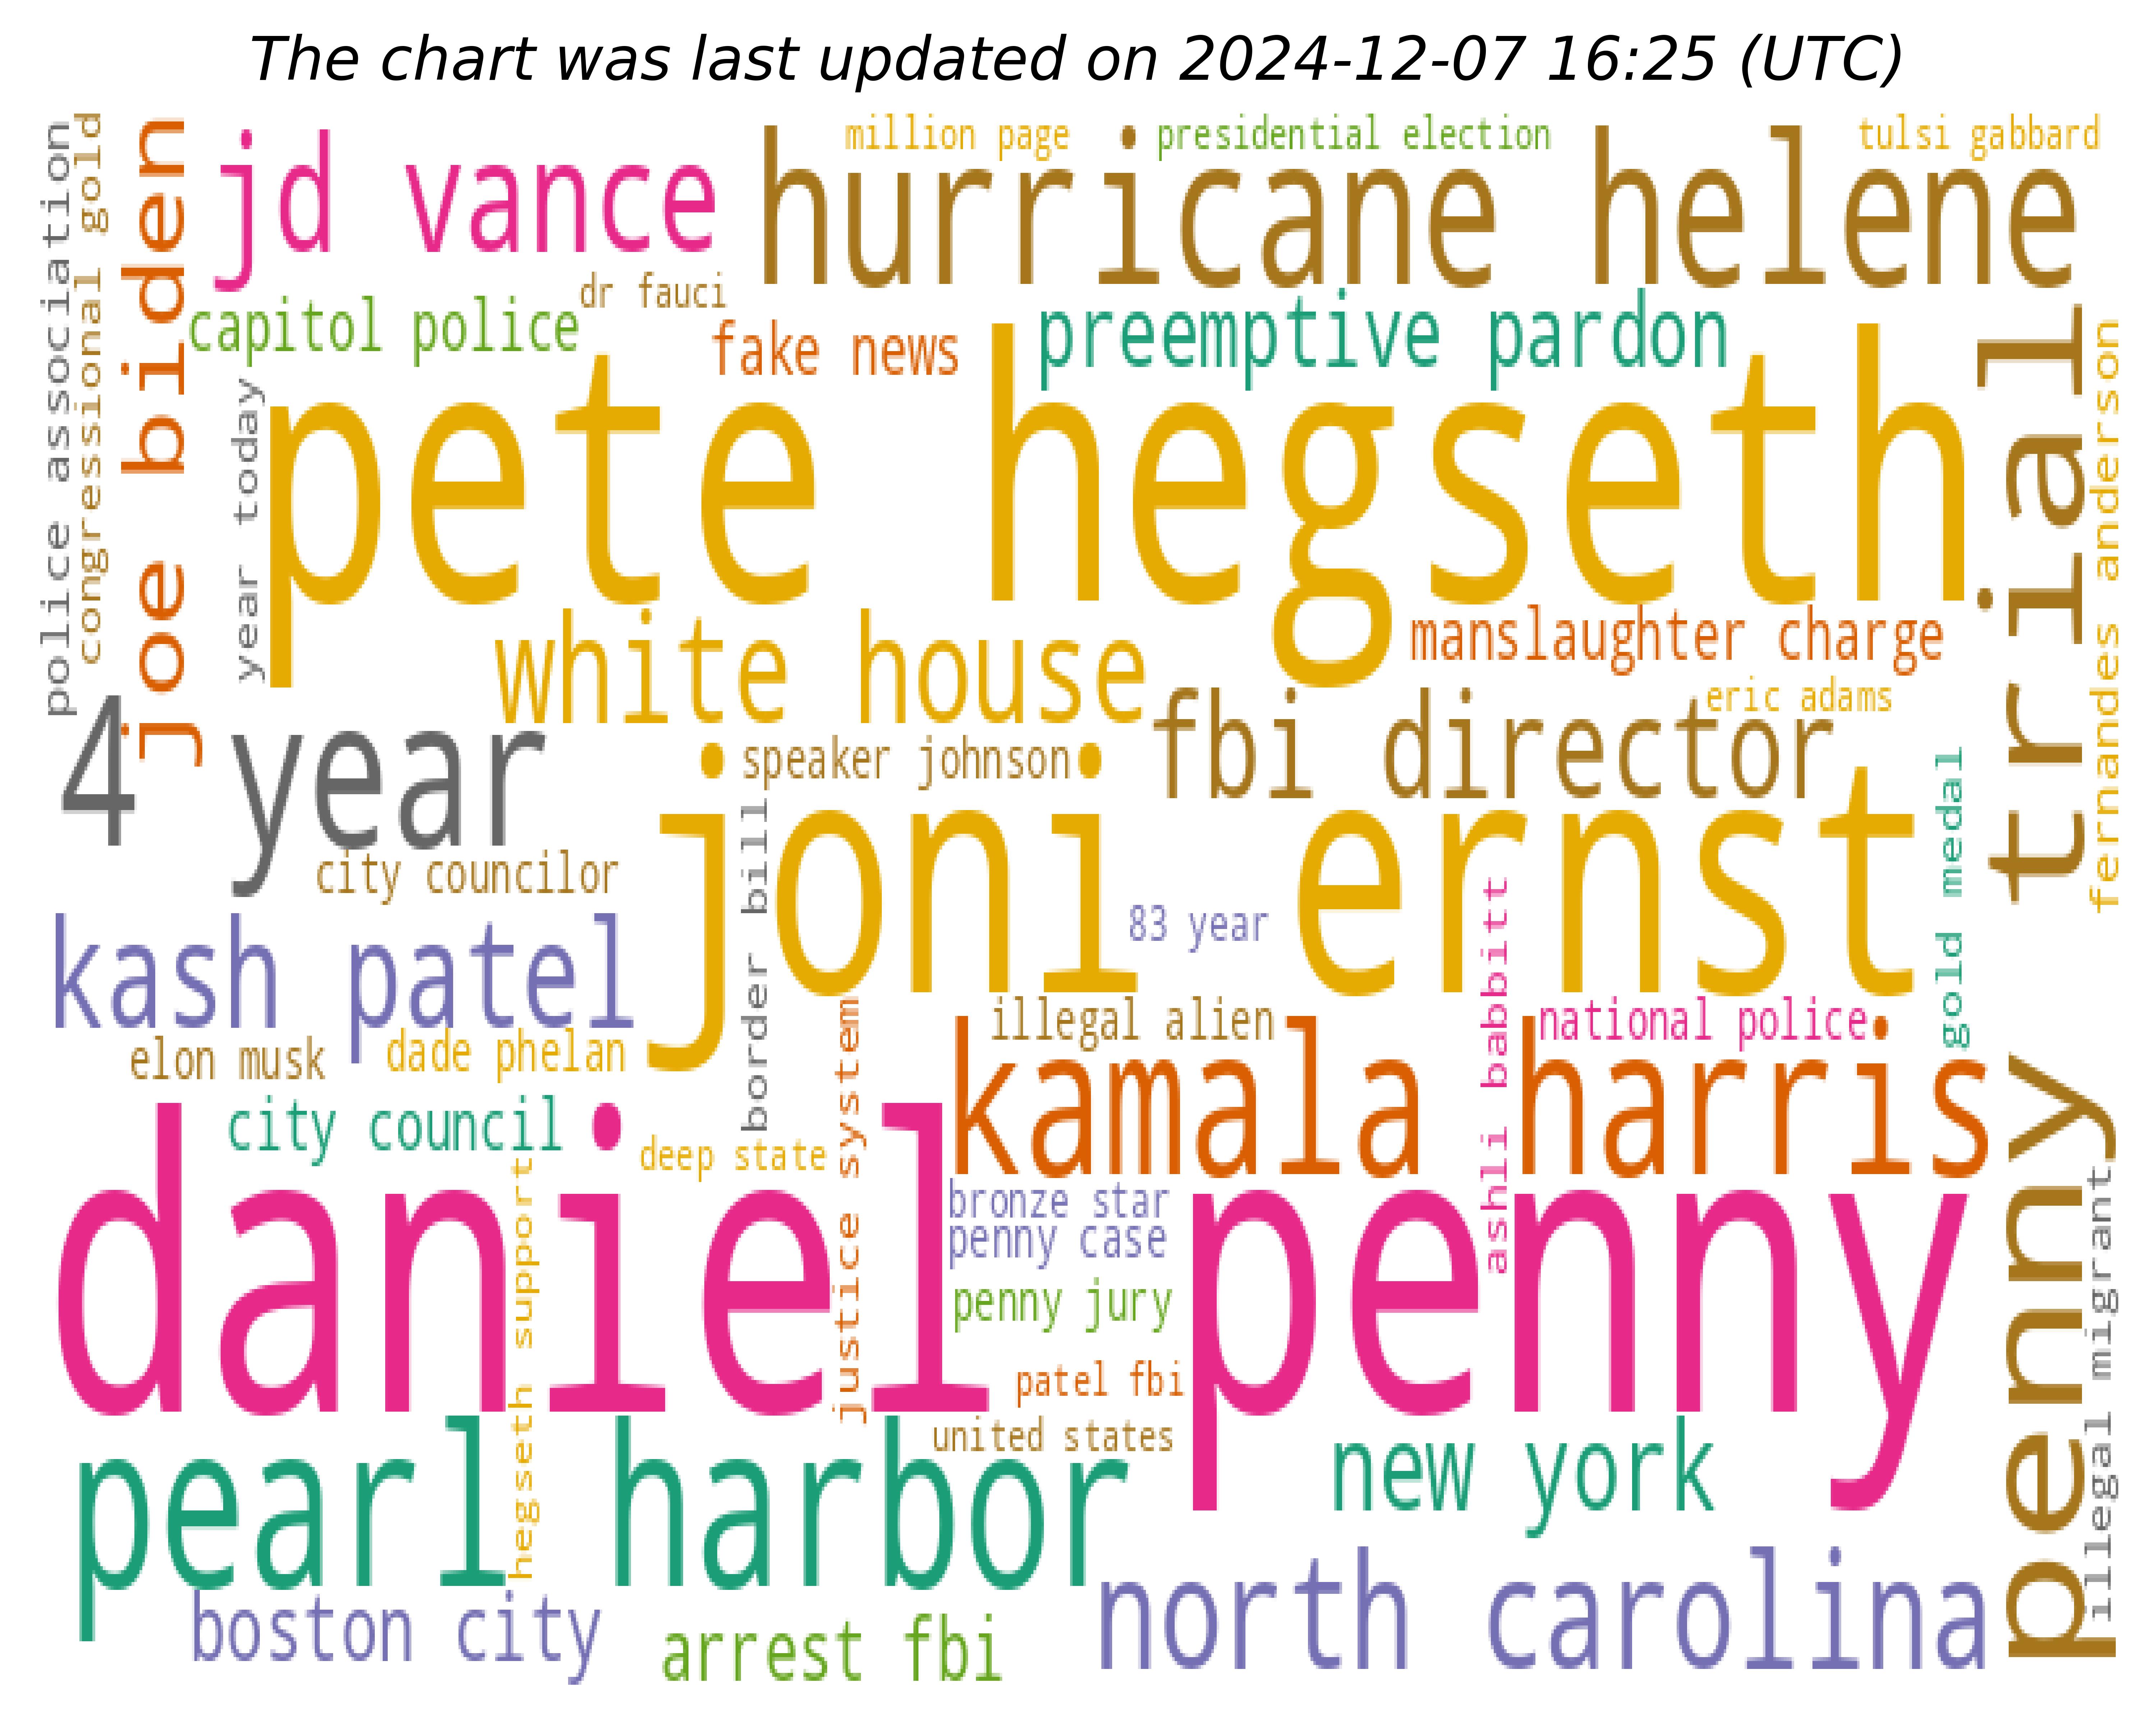 The chart was last updated on 2024-12-07 16:25 (UTC)
million page
presidential election
tulsi gabbard
police association
congressional gold
joe biden
jd vance
hurricane helene
dr fauci
capitol police
fake news
preemptive pardon
year today
pete hegseth
penny trial
fernandes anderson
white house
manslaughter charge
eric adams
4 year
fbi director
speaker johnson
city councilor
joni ernst
border bill
83 year
gold medal
ashli babbitt
kash patel
illegal alien
national police
elon musk
dade phelan
kamala harris
justice system
city council
deep state
hegseth support
daniel penny
bronze star
penny case
penny jury
illegal migrant
patel fbi
united states
pearl harbor
new york
north carolina
boston city
arrest fbi